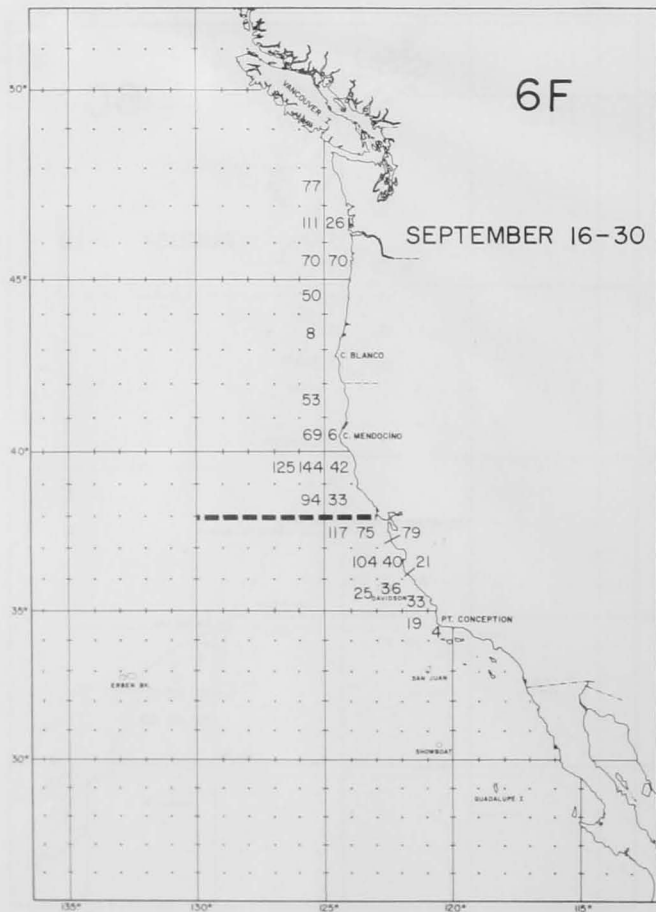 6F
50°
VANCOUVER
77
111 26
SEPTEMBER 16-30
70 70
45°
50
8
C. BLANCO
53
69 6 C. MENDOCINO
40°
125 144 42
94 33
117 75 79
104 40 21
36
25 DAVIDSON 33
35°
PT. CONCEPTION
19
4
SAN JUAN
ERBEN BK.
SHOWBOAT
30°
GUADALUPE I.
135° 130° 125° 120° 115°